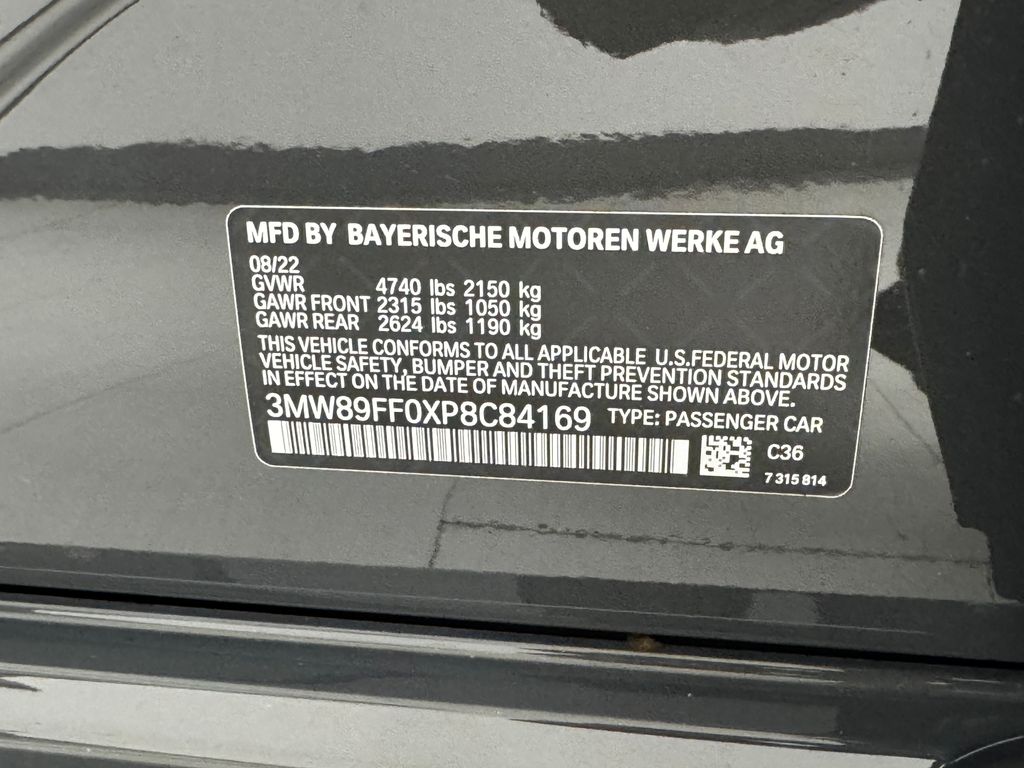 MFD BY BAYERISCHE MOTOREN WERKE AG
08/22
GVWR 4740 lbs 2150 kg
GAWR FRONT 2315 lbs 1050 kg
GAWR REAR 2624 lbs 1190 kg
THIS VEHICLE CONFORMS TO ALL APPLICABLE U.S.FEDERAL MOTOR
VEHICLE SAFETY, BUMPER AND THEFT PREVENTION STANDARDS
IN EFFECT ON THE DATE OF MANUFACTURE SHOWN ABOVE.
3MW89FF0XP8C84169 TYPE: PASSENGER CAR
C36
7 315 814